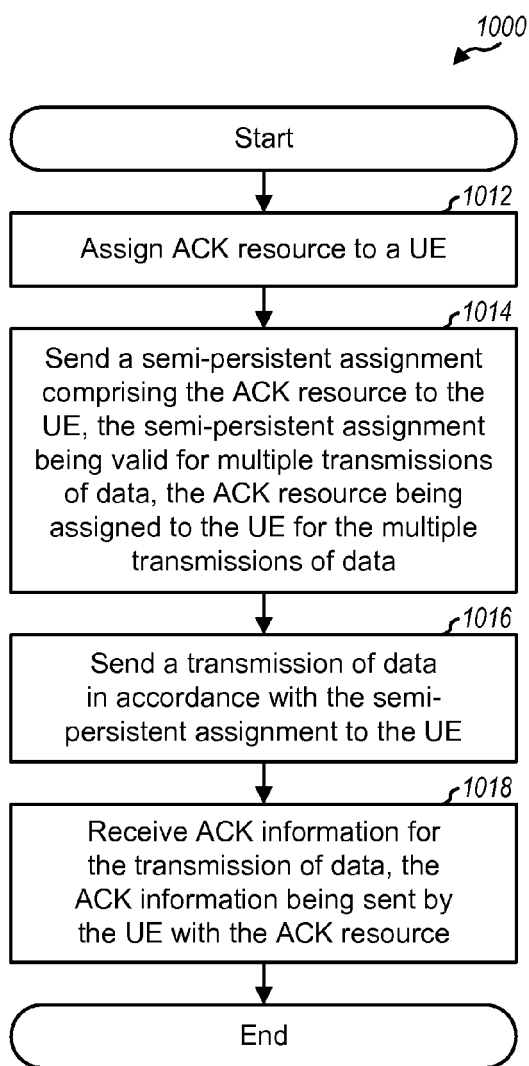 1000
Start
1012
Assign ACK resource to a UE
1014
Send a semi-persistent assignment
comprising the ACK resource to the
UE, the semi-persistent assignment
being valid for multiple transmissions
of data, the ACK resource being
assigned to the UE for the multiple
transmissions of data
1016
Send a transmission of data
in accordance with the semi-
persistent assignment to the UE
1018
Receive ACK information for
the transmission of data, the
ACK information being sent by
the UE with the ACK resource
End